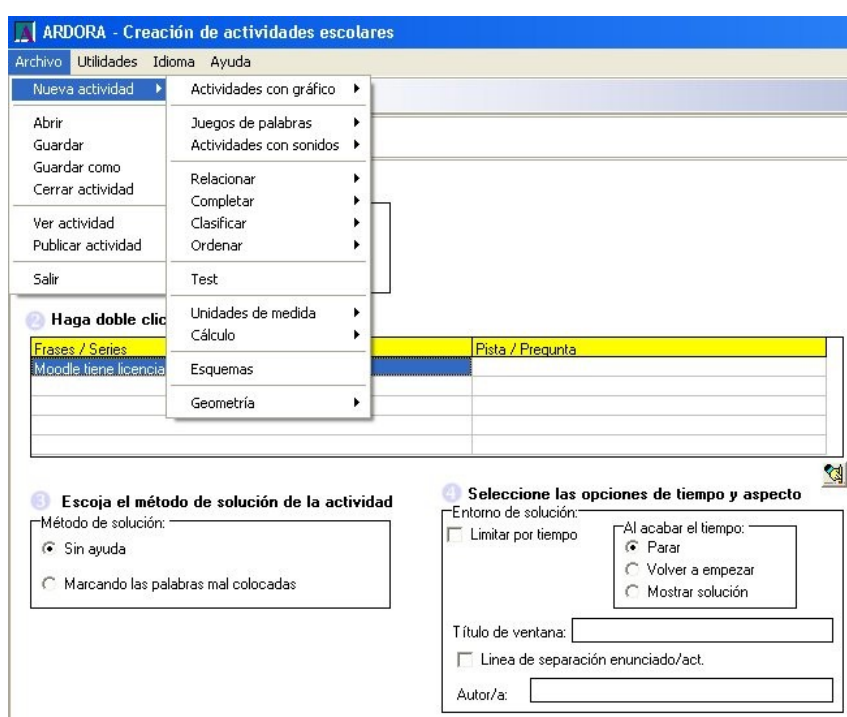 ARDORA - Creación de actividades escolares
Archivo Utilidades Idioma Ayuda
Nueva actividad
Abrir
Guardar
Guardar como
Cerrar actividad
Ver actividad
Publicar actividad
Salir
Actividades con gráfico
Juegos de palabras
Actividades con sonidos
Relacionar
Completar
Clasificar
Ordenar
Test
Unidades de medida
Cálculo
Esquemas
Geometría
2 Haga doble clic
Frases / Series Pista / Pregunta
Moodle tiene licencia
3 Escoja el método de solución de la actividad
Método de solución:
Sin ayuda
Marcando las palabras mal colocadas
4 Seleccione las opciones de tiempo y aspecto
Entorno de solución:
Limitar por tiempo
Al acabar el tiempo:
Parar
Volver a empezar
Mostrar solución
Título de ventana:
Linea de separación enunciado/act.
Autor/a: